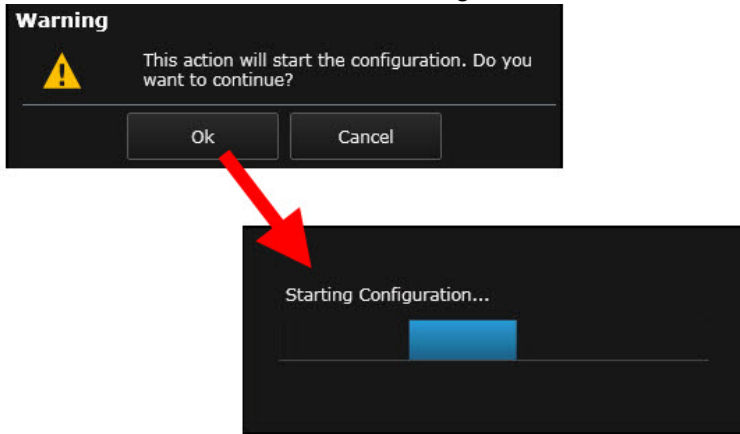 Warning
This action will start the configuration. Do you
want to continue?
Ok
Cancel
Starting Configuration...